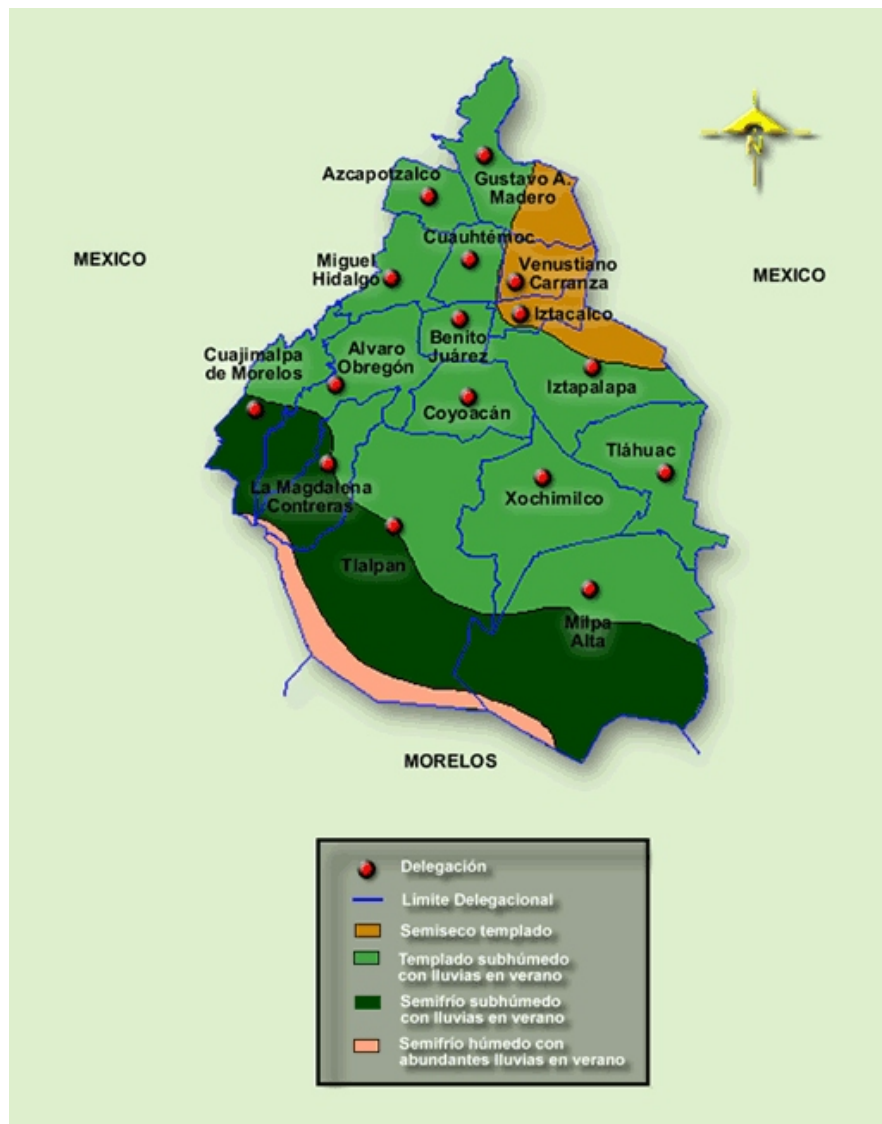 Azcapotzalco
Gustavo A.
Madero
N
Cuauhtémoc
MEXICO
Miguel
Hidalgo
Venustiano
Carranza
MEXICO
Iztacalco
Benito
Juárez
Cuajimalpa
de Morelos
Alvaro
Obregón
Iztapalapa
Coyoacán
Tláhuac
La Magdalena
Contreras
Xochimilco
Tlalpan
Milpa
Alta
MORELOS
Delegación
Limite Delegacional
Semiseco templado
Templado subhúmedo
con lluvias en verano
Semifrío subhúmedo
con lluvias en verano
Semifrío húmedo con
abundantes lluvias en verano